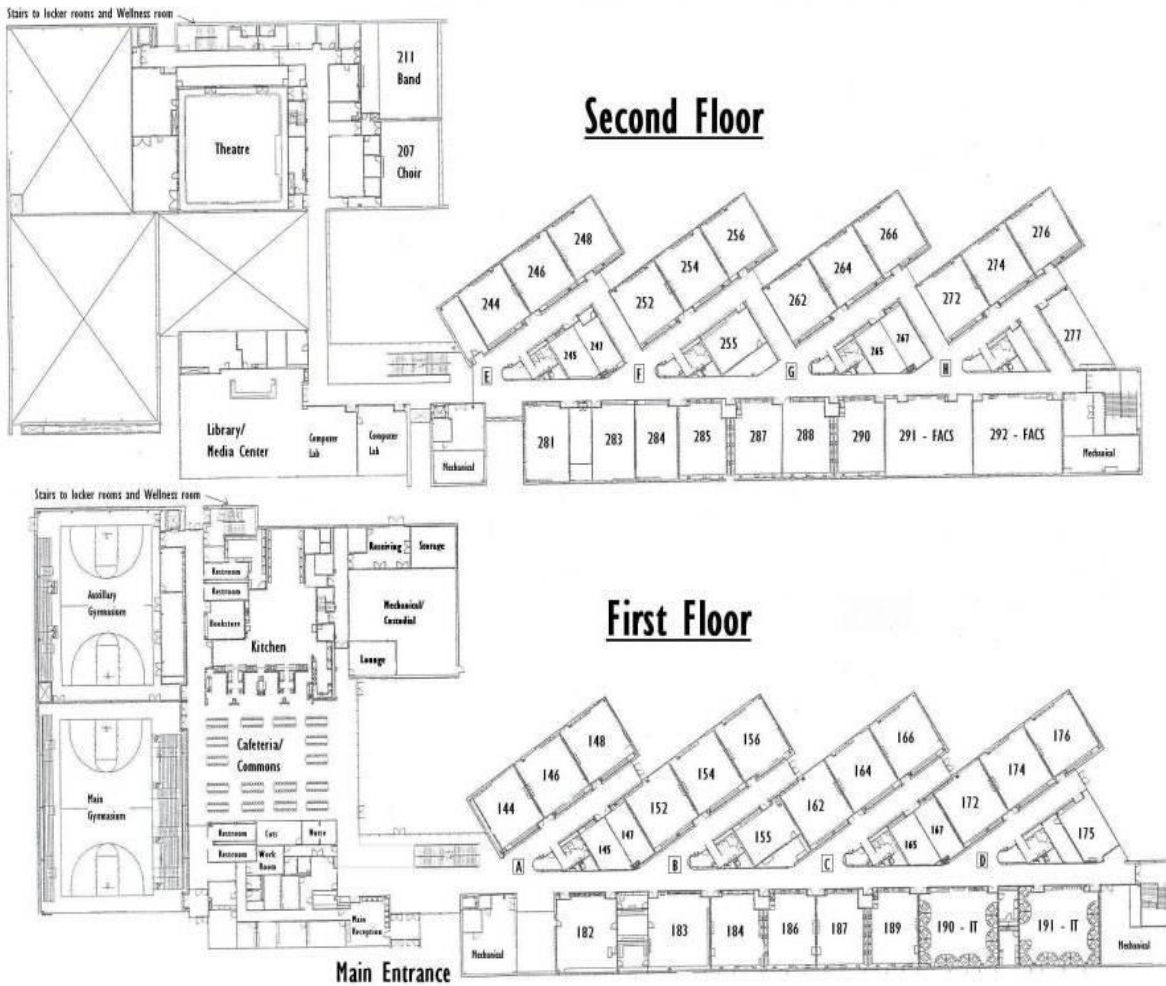 Stairs to locker rooms and Wellness room
211
Band
Second Floor
Theatre
207
Choir
248
256
266
276
246
254
264
274
244
252
262
272
277
245
247
255
265
267
E
F
G
H
Library/
Media Center
Computer
Lab
Computer
Lab
Mechanical
281
283
284
285
287
288
290
291 - FACS
292 - FACS
Mechanical
Stairs to locker rooms and Wellness room
Receiving
Storage
Restroom
Restroom
Auxillary
Gymnasium
Bookstore
Mechanical/
Custodial
First Floor
Kitchen
Lounge
148
156
166
176
Cafeteria/
Commons
146
154
164
174
Main
Gymnasium
144
152
162
172
Restroom
Nurse
147
145
155
167
165
175
Restroom
Work
Room
A
B
C
D
Main
Reception
Mechanical
182
183
184
186
187
189
190 - IT
191 - IT
Mechanical
Main Entrance